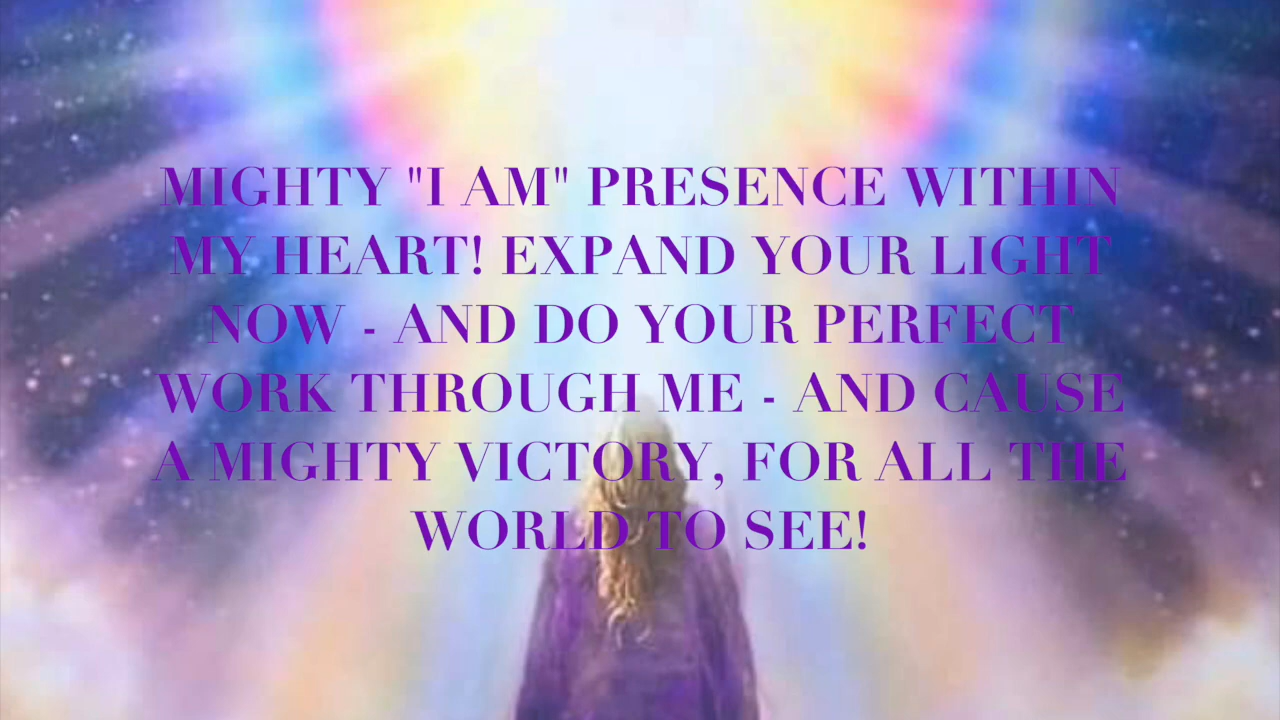 MIGHTY "I AM" PRESENCE WITHIN
MY HEART! EXPAND YOUR LIGHT
NOW - AND DO YOUR PERFECT
WORK THROUGH ME - AND CAUSE
A MIGHTY VICTORY, FOR ALL THE
WORLD TO SEE!